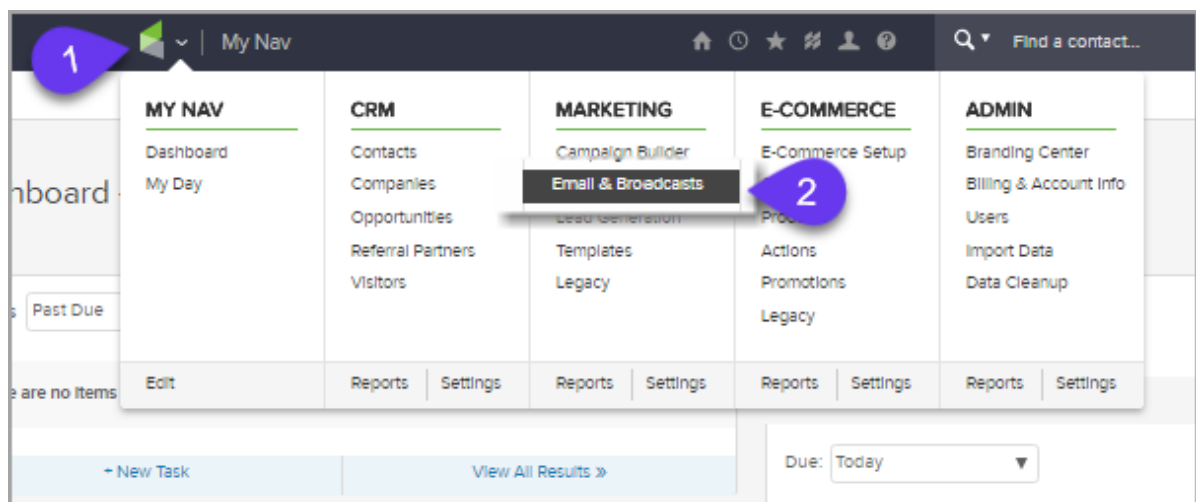 1
My Nav
Find a contact...
MY NAV
Dashboard
My Day
Edit
CRM
Contacts
Companies
Opportunities
Referral Partners
Visitors
Reports
Settings
MARKETING
Campaign Builder
Email & Broadcasts
2
Lead Generation
Templates
Legacy
Reports
Settings
E-COMMERCE
E-Commerce Setup
Actions
Promotions
Legacy
Reports
Settings
ADMIN
Branding Center
Billing & Account Info
Users
Import Data
Data Cleanup
Reports
Settings
nboard
Past Due
e are no Items
+ New Task
View All Results »
Due: Today